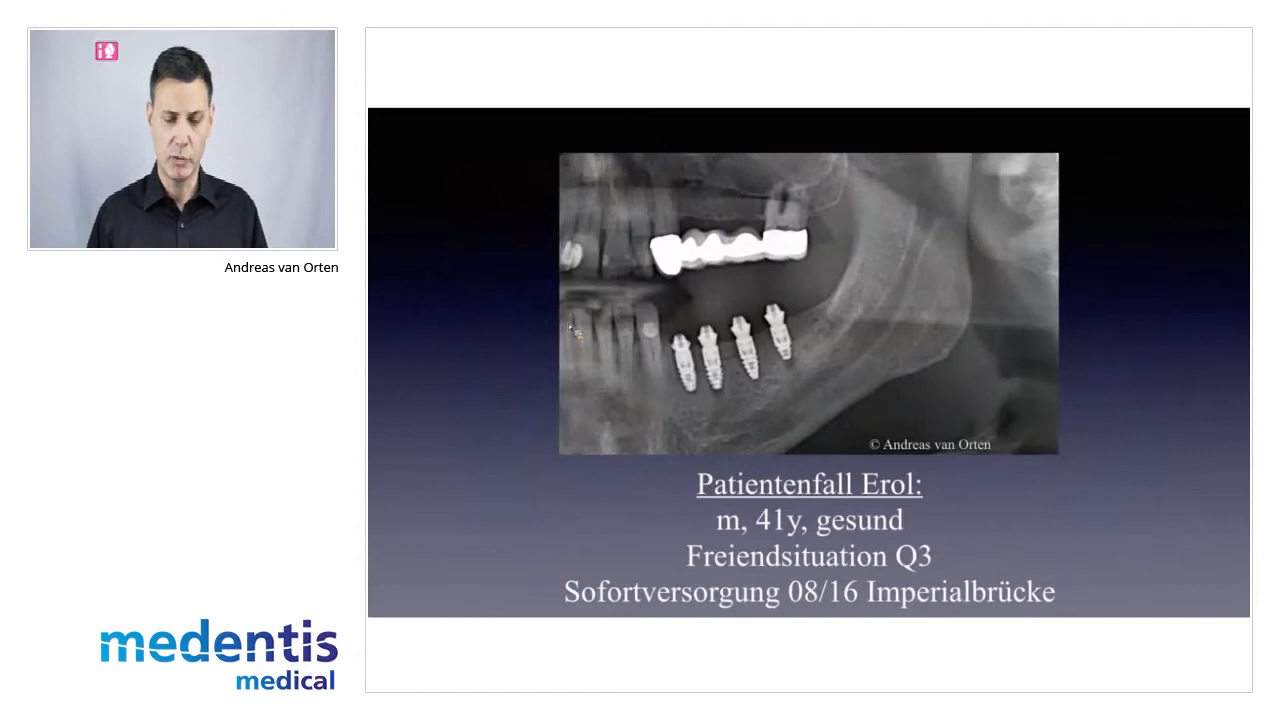 Andreas van Orten
© Andreas van Orten
Patientenfall Erol:
m, 41y, gesund
Freiendsituation Q3
Sofortversorgung 08/16 Imperialbrücke
medentis
medical